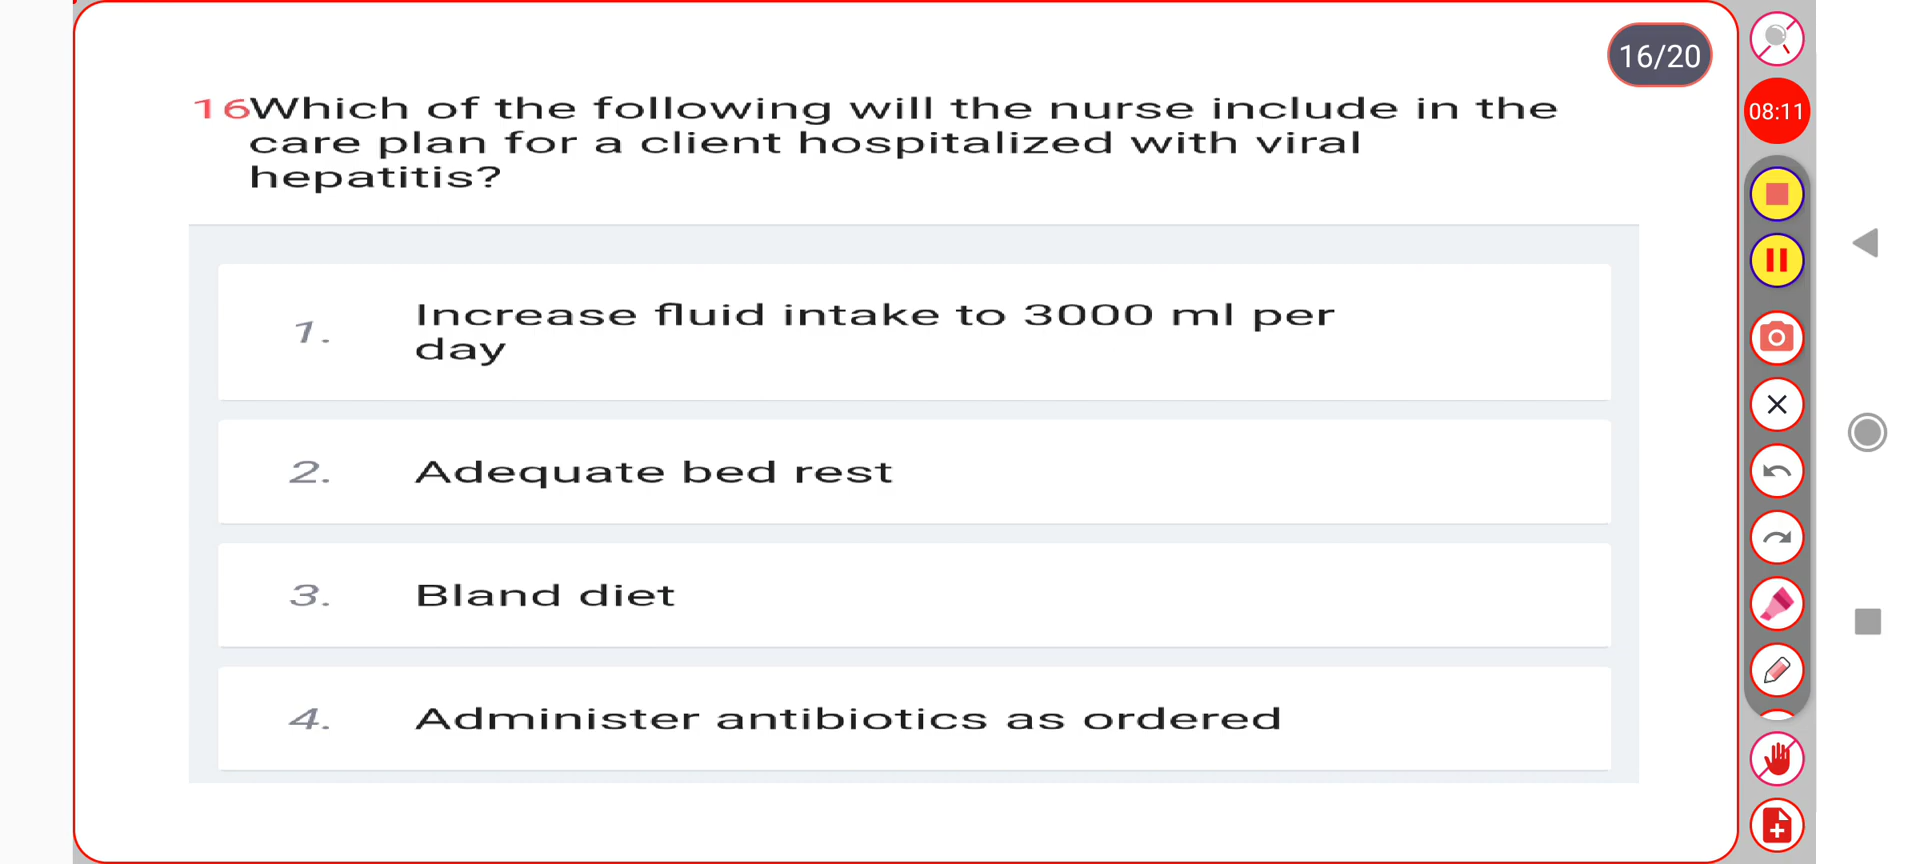 16/20
08:11
16Which of the following will the nurse include in the
care plan for a client hospitalized with viral
hepatitis?
1. Increase fluid intake to 3000 ml per
day
2. Adequate bed rest
3. Bland diet
4. Administer antibiotics as ordered